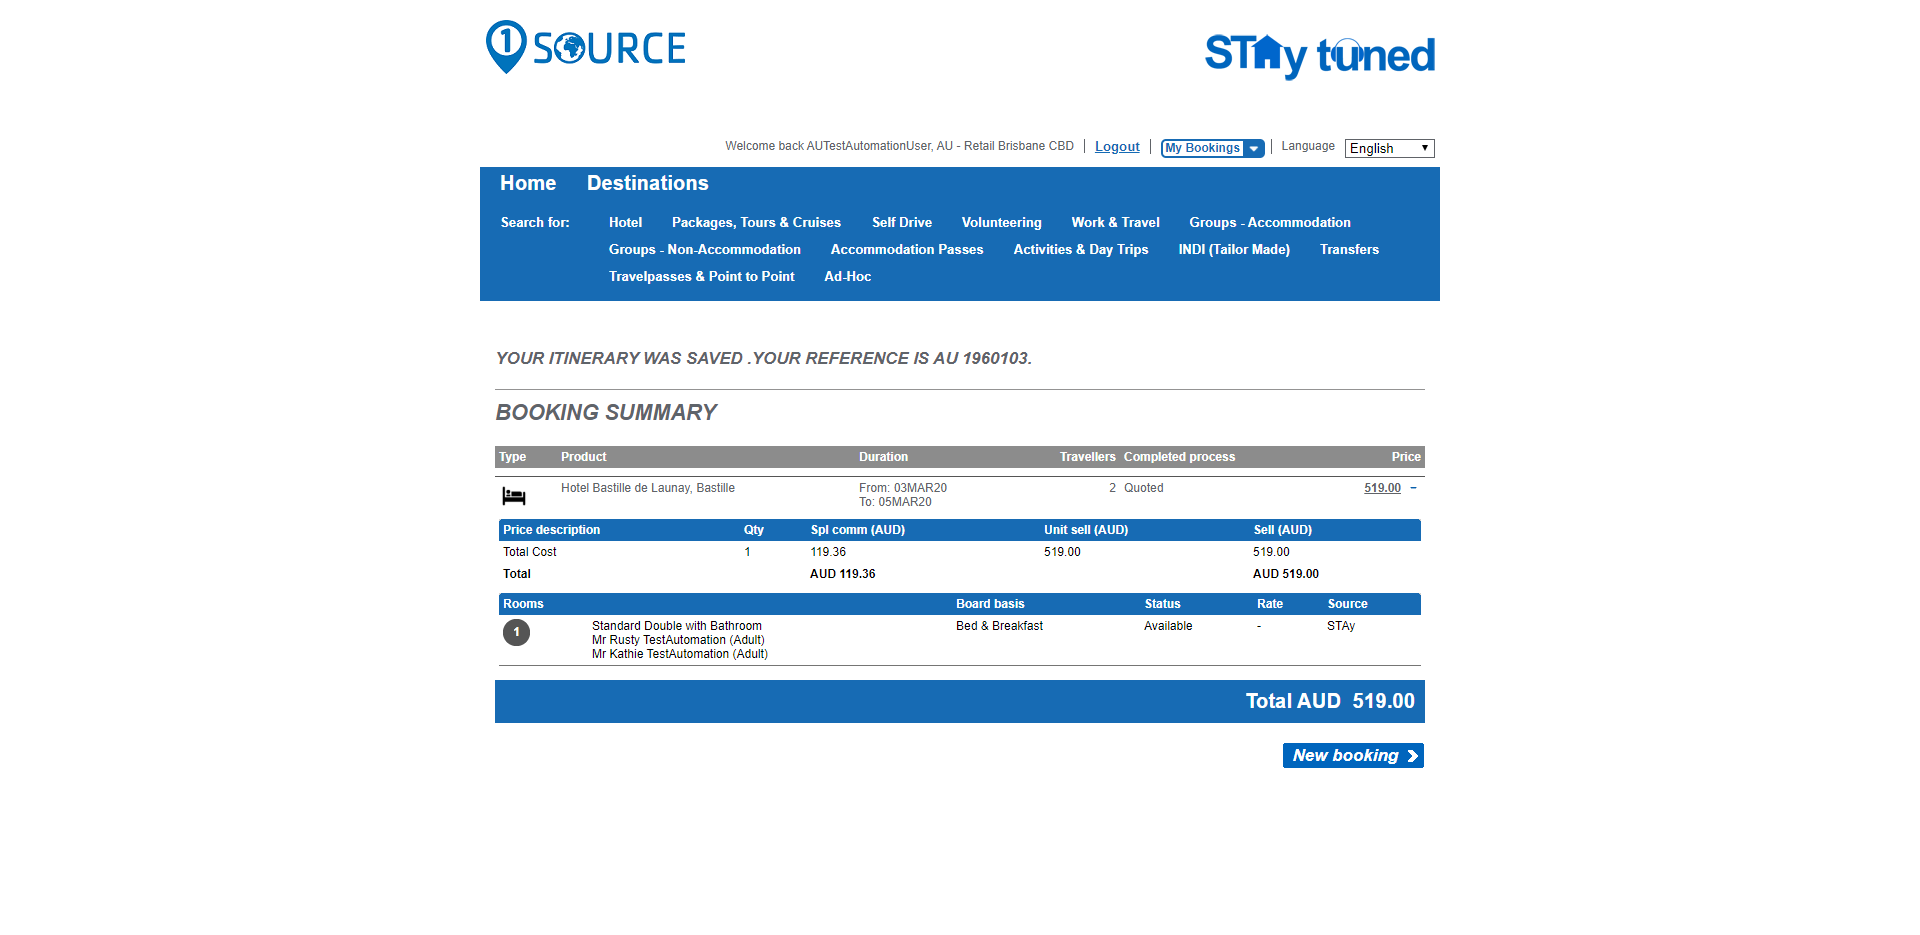 1 SOURCE
STAy tuned
Welcome back AUTestAutomationUser, AU - Retail Brisbane CBD Logout My Bookings Language English
Home Destinations
Search for: Hotel Packages, Tours & Cruises Self Drive Volunteering Work & Travel Groups - Accommodation
Groups - Non-Accommodation Accommodation Passes Activities & Day Trips INDI (Tailor Made) Transfers
Travelpasses & Point to Point Ad-Hoc
YOUR ITINERARY WAS SAVED .YOUR REFERENCE IS AU 1960103.
BOOKING SUMMARY
Type Product Duration Travellers Completed process Price
Hotel Bastille de Launay, Bastille From: 03MAR20 2 Quoted 519.00 –
To: 05MAR20
Price description Qty Spl comm (AUD) Unit sell (AUD) Sell (AUD)
Total Cost 1 119.36 519.00 519.00
Total AUD 119.36 AUD 519.00
Rooms Board basis Status Rate Source
1 Standard Double with Bathroom Bed & Breakfast Available - STAy
Mr Rusty TestAutomation (Adult)
Mr Kathie TestAutomation (Adult)
Total AUD 519.00
New booking